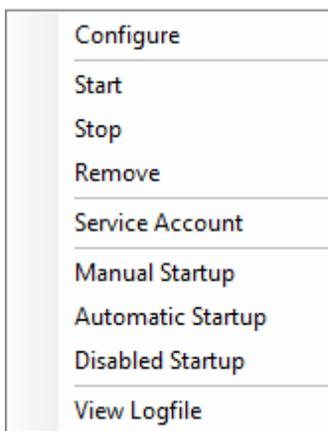 Configure
Start
Stop
Remove
Service Account
Manual Startup
Automatic Startup
Disabled Startup
View Logfile